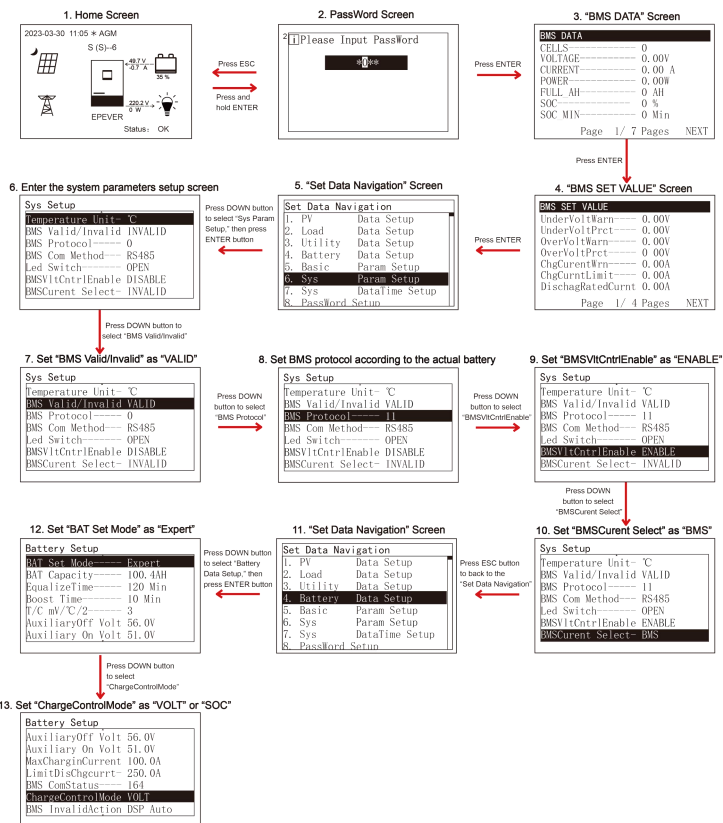 1. Home Screen
2023-03-30 11:05 ＊ AGM
S (S)--6
49.7 V
-0.7 A
35 %
220.2 V
0 W
EPEVER
Status： OK
Press ESC
Press and
hold ENTER
2. PassWord Screen
2 i Please Input PassWord
*0**
Press ENTER
3. “BMS DATA” Screen
BMS DATA
CELLS------------ 0
VOLTAGE---------- 0.00V
CURRENT---------- 0.00 A
POWER------------ 0.00W
FULL AH---------- 0 AH
SOC-------------- 0 %
SOC MIN---------- 0 Min
Page 1/ 7 Pages NEXT
Press ENTER
4. “BMS SET VALUE” Screen
BMS SET VALUE
UnderVoltWarn---- 0.00V
UnderVoltPrct---- 0.00V
OverVoltWarn----- 0.00V
OverVoltPrct----- 0.00V
ChgCurentWrn----- 0.00A
ChgCurntLimit---- 0.00A
DischagRatedCurnt 0.00A
Page 1/ 4 Pages NEXT
Press ENTER
5. “Set Data Navigation” Screen
Set Data Navigation
1. PV Data Setup
2. Load Data Setup
3. Utility Data Setup
4. Battery Data Setup
5. Basic Param Setup
6. Sys Param Setup
7. Sys DataTime Setup
8. PassWord Setup
Press DOWN button
to select “Sys Param
Setup,” then press
ENTER button
6. Enter the system parameters setup screen
Sys Setup
Temperature Unit- ℃
BMS Valid/Invalid INVALID
BMS Protocol----- 0
BMS Com Method--- RS485
Led Switch------- OPEN
BMSVltCntrlEnable DISABLE
BMSCurent Select- INVALID
Press DOWN button to
select “BMS Valid/Invalid”
7. Set “BMS Valid/Invalid” as “VALID”
Sys Setup
Temperature Unit- ℃
BMS Valid/Invalid VALID
BMS Protocol----- 0
BMS Com Method--- RS485
Led Switch------- OPEN
BMSVltCntrlEnable DISABLE
BMSCurent Select- INVALID
Press DOWN
button to select
“BMS Protocol”
8. Set BMS protocol according to the actual battery
Sys Setup
Temperature Unit- ℃
BMS Valid/Invalid VALID
BMS Protocol----- 11
BMS Com Method--- RS485
Led Switch------- OPEN
BMSVltCntrlEnable DISABLE
BMSCurent Select- INVALID
Press DOWN
button to select
“BMSVltCntrlEnable”
9. Set “BMSVltCntrlEnable” as “ENABLE”
Sys Setup
Temperature Unit- ℃
BMS Valid/Invalid VALID
BMS Protocol----- 11
BMS Com Method--- RS485
Led Switch------- OPEN
BMSVltCntrlEnable ENABLE
BMSCurent Select- INVALID
Press DOWN
button to select
“BMSCurent Select”
10. Set “BMSCurent Select” as “BMS”
Sys Setup
Temperature Unit- ℃
BMS Valid/Invalid VALID
BMS Protocol----- 11
BMS Com Method--- RS485
Led Switch------- OPEN
BMSVltCntrlEnable ENABLE
BMSCurent Select- BMS
Press ESC button
to back to the
“Set Data Navigation”
11. “Set Data Navigation” Screen
Set Data Navigation
1. PV Data Setup
2. Load Data Setup
3. Utility Data Setup
4. Battery Data Setup
5. Basic Param Setup
6. Sys Param Setup
7. Sys DataTime Setup
8. PassWord Setup
Press DOWN button
to select “Battery
Data Setup,” then
press ENTER button
12. Set “BAT Set Mode” as “Expert”
Battery Setup
BAT Set Mode----- Expert
BAT Capacity----- 100.4AH
EqualizeTime----- 120 Min
Boost Time------- 10 Min
T/C mV/℃/2----- 3
AuxiliaryOff Volt 56.0V
Auxiliary On Volt 51.0V
Press DOWN button
to select
“ChargeControlMode”
13. Set “ChargeControlMode” as “VOLT” or “SOC”
Battery Setup
AuxiliaryOff Volt 56.0V
Auxiliary On Volt 51.0V
MaxCharginCurrent 100.0A
LimitDisChgcurrt- 250.0A
BMS ComStatus---- 164
ChargeControlMode VOLT
BMS InvalidAction DSP Auto